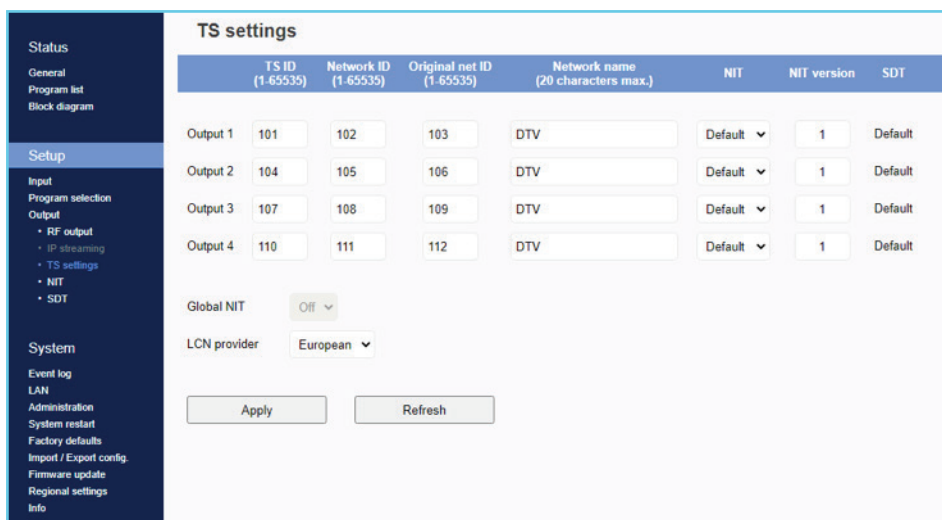 Status
General
Program list
Block diagram
Setup
Input
Program selection
Output
• RF output
• IP streaming
• TS settings
• NIT
• SDT
System
Event log
LAN
Administration
System restart
Factory defaults
Import / Export config.
Firmware update
Regional settings
Info
TS settings
TS ID (1-65535) Network ID (1-65535) Original net ID (1-65535) Network name (20 characters max.) NIT NIT version SDT
Output 1 101 102 103 DTV Default 1 Default
Output 2 104 105 106 DTV Default 1 Default
Output 3 107 108 109 DTV Default 1 Default
Output 4 110 111 112 DTV Default 1 Default
Global NIT Off
LCN provider European
Apply Refresh